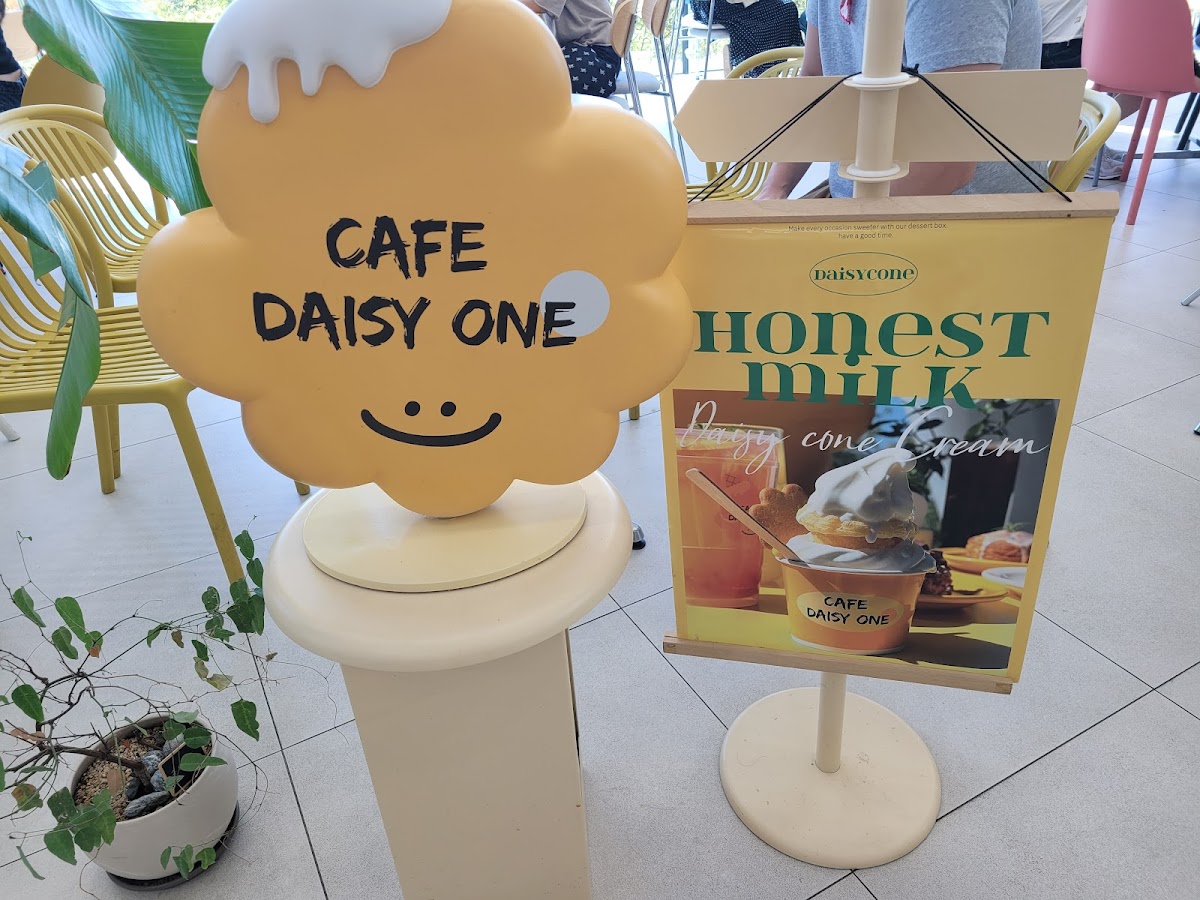 CAFE
DAISY ONE
Make every occasion sweeter with our dessert box.
have a good time.
DAISYCONE
HONEST
MILK
Daisy cone Cream
CAFE
DAISY ONE